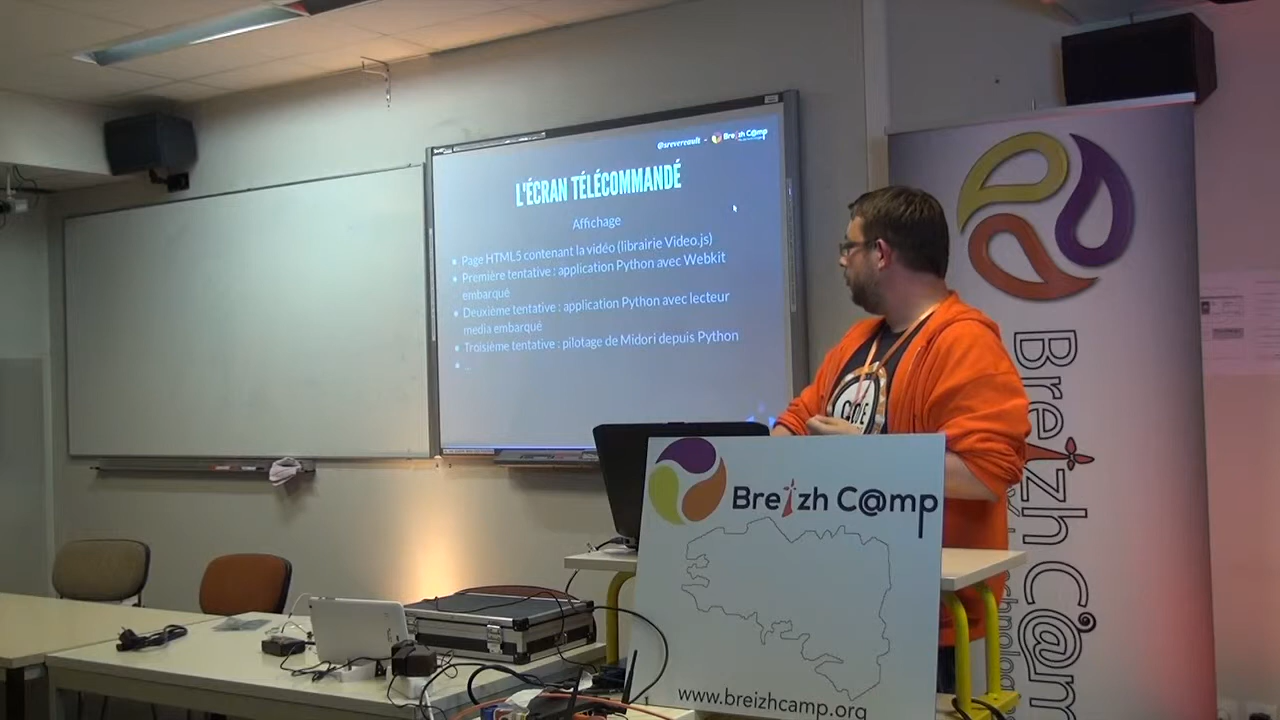 @srevereault - Breizh C@mp
L'ÉCRAN TÉLÉCOMMANDÉ
Affichage
Page HTML5 contenant la vidéo (librairie Video.js)
Première tentative : application Python avec Webkit
embarqué
Deuxième tentative : application Python avec lecteur
media embarqué
Troisième tentative : pilotage de Midori depuis Python
...
Breizh C@mp
www.breizhcamp.org
Breizh C@m